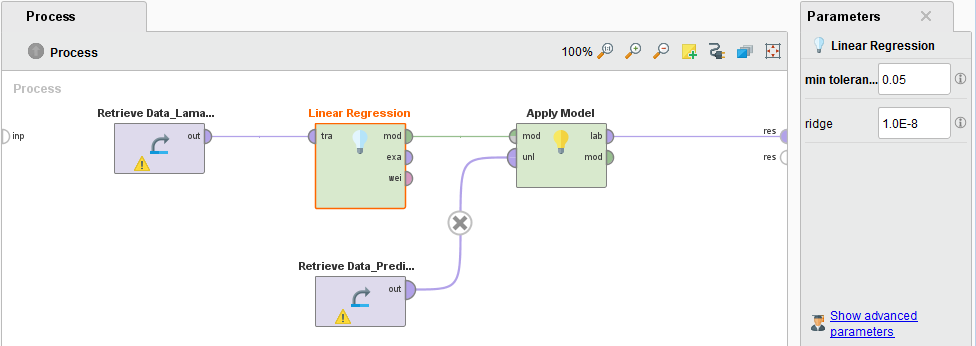 Process
Process
100%
Process
inp
Retrieve Data_Lama...
out
Linear Regression
tra
mod
exa
wei
Apply Model
mod
lab
unl
mod
res
res
Retrieve Data_Predi...
out
Parameters
Linear Regression
min toleran... 0.05
ridge 1.0E-8
Show advanced
parameters